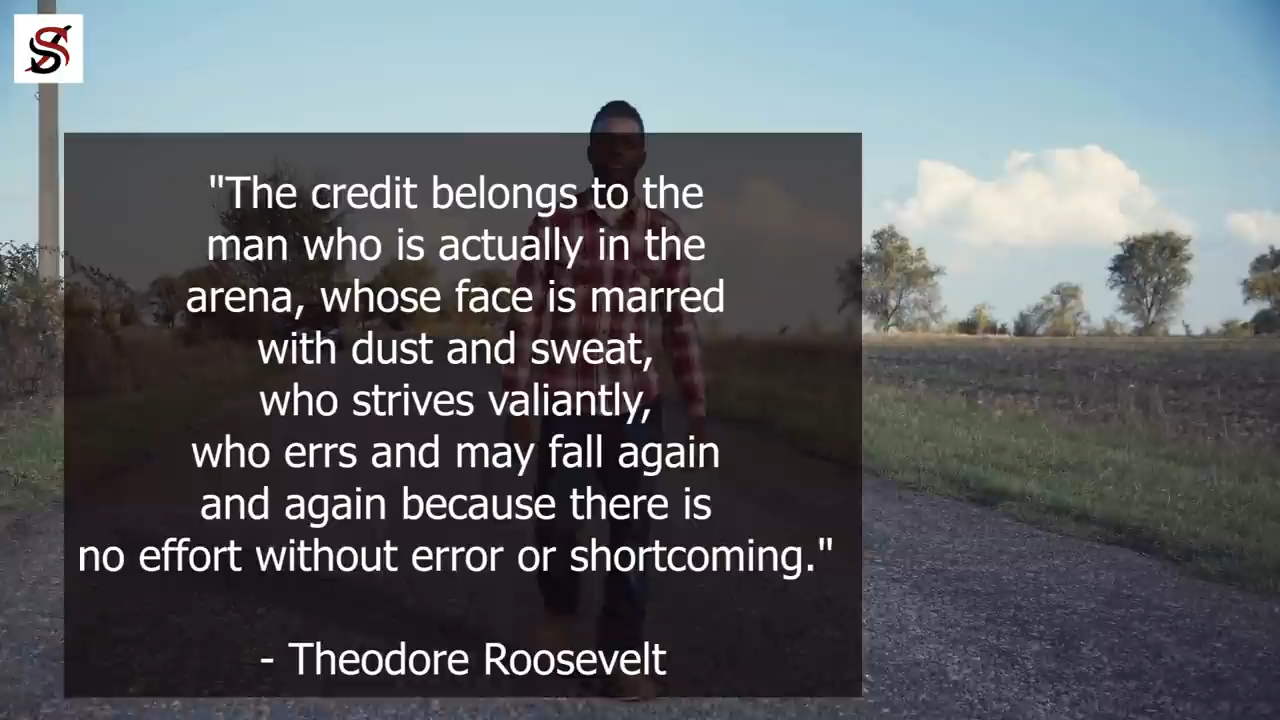 "The credit belongs to the
man who is actually in the
arena, whose face is marred
with dust and sweat,
who strives valiantly,
who errs and may fall again
and again because there is
no effort without error or shortcoming."
- Theodore Roosevelt